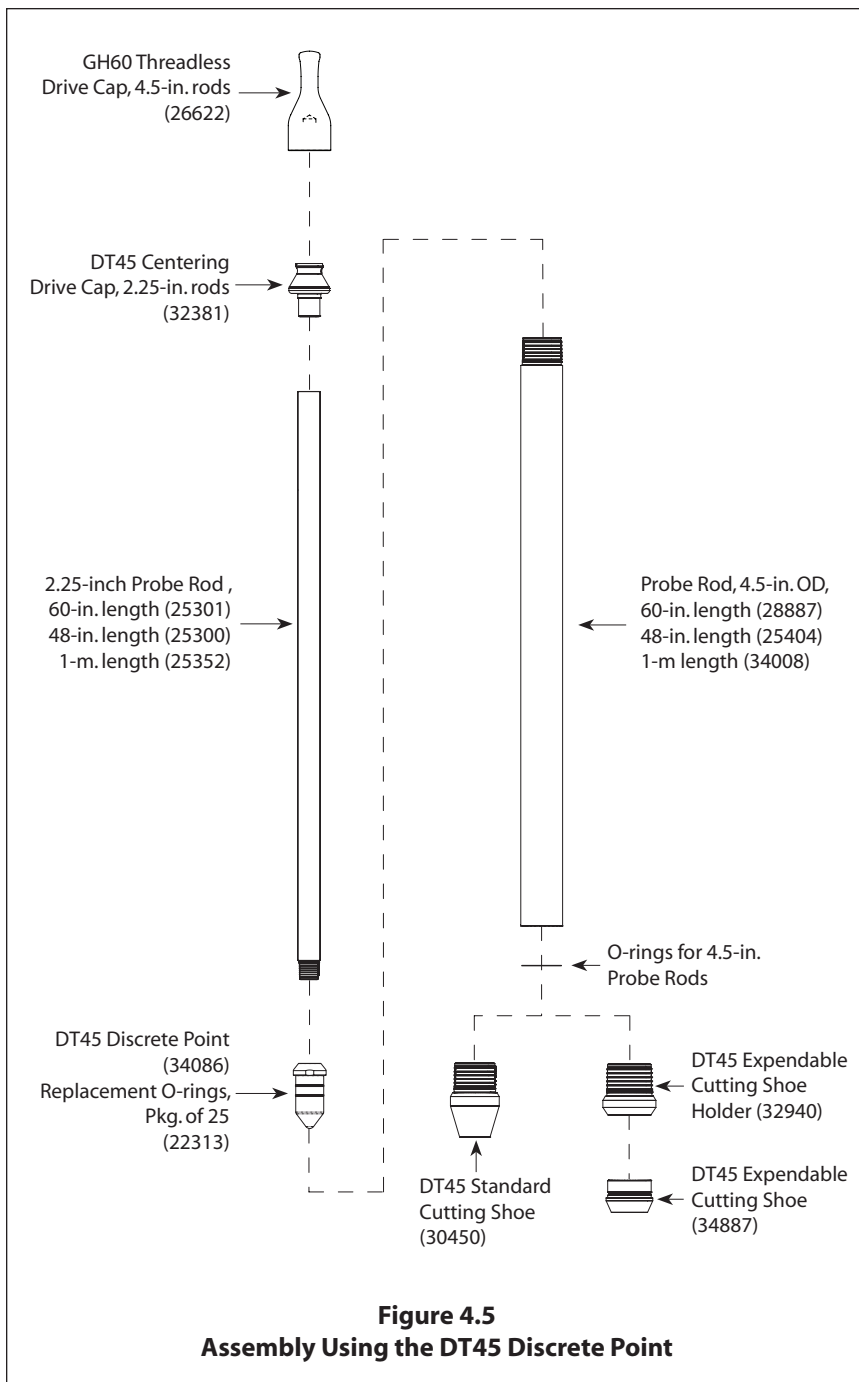 GH60 Threadless
Drive Cap, 4.5-in. rods
(26622)
DT45 Centering
Drive Cap, 2.25-in. rods
(32381)
2.25-inch Probe Rod ,
60-in. length (25301)
48-in. length (25300)
1-m. length (25352)
Probe Rod, 4.5-in. OD,
60-in. length (28887)
48-in. length (25404)
1-m length (34008)
O-rings for 4.5-in.
Probe Rods
DT45 Discrete Point
(34086)
Replacement O-rings,
Pkg. of 25
(22313)
DT45 Standard
Cutting Shoe
(30450)
DT45 Expendable
Cutting Shoe
Holder (32940)
DT45 Expendable
Cutting Shoe
(34887)
Figure 4.5
Assembly Using the DT45 Discrete Point